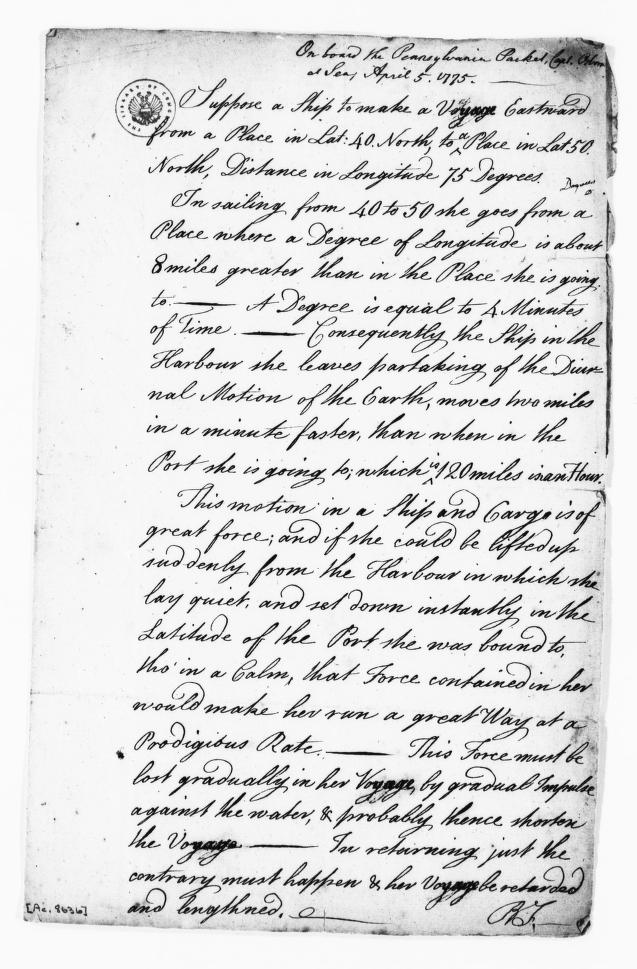 On board the Pennsylvania Packet, Capt. Osborn
at Sea, April 5. 1775.
LIBRARY OF CONGRESS
Suppose a Ship to make a Voyage Eastward
from a Place in Lat: 40. North, to a Place in Lat 50.
North, Distance in Longitude 75 Degrees.
Degrees
In sailing from 40 to 50 she goes from a
Place where a Degree of Longitude is about
8 miles greater than in the Place she is going
to. — A Degree is equal to 4 Minutes
of Time. — Consequently the Ship in the
Harbour she leaves partaking of the Diur-
nal Motion of the Earth, moves two miles
in a minute faster, than when in the
Port she is going to; which is 120 miles in an Hour.
This motion in a Ship and Cargo is of
great force; and if she could be lifted up
suddenly from the Harbour in which she
lay quiet, and set down instantly in the
Latitude of the Port she was bound to,
tho' in a Calm, that Force contained in her
would make her run a great Way at a
Prodigious Rate. — This Force must be
lost gradually in her Voyage, by gradual Impulse
against the water, & probably thence shorten
the Voyage — In returning just the
contrary must happen & her Voyage be retarded
and lengthned.
B.F.
[Ac. 8636]